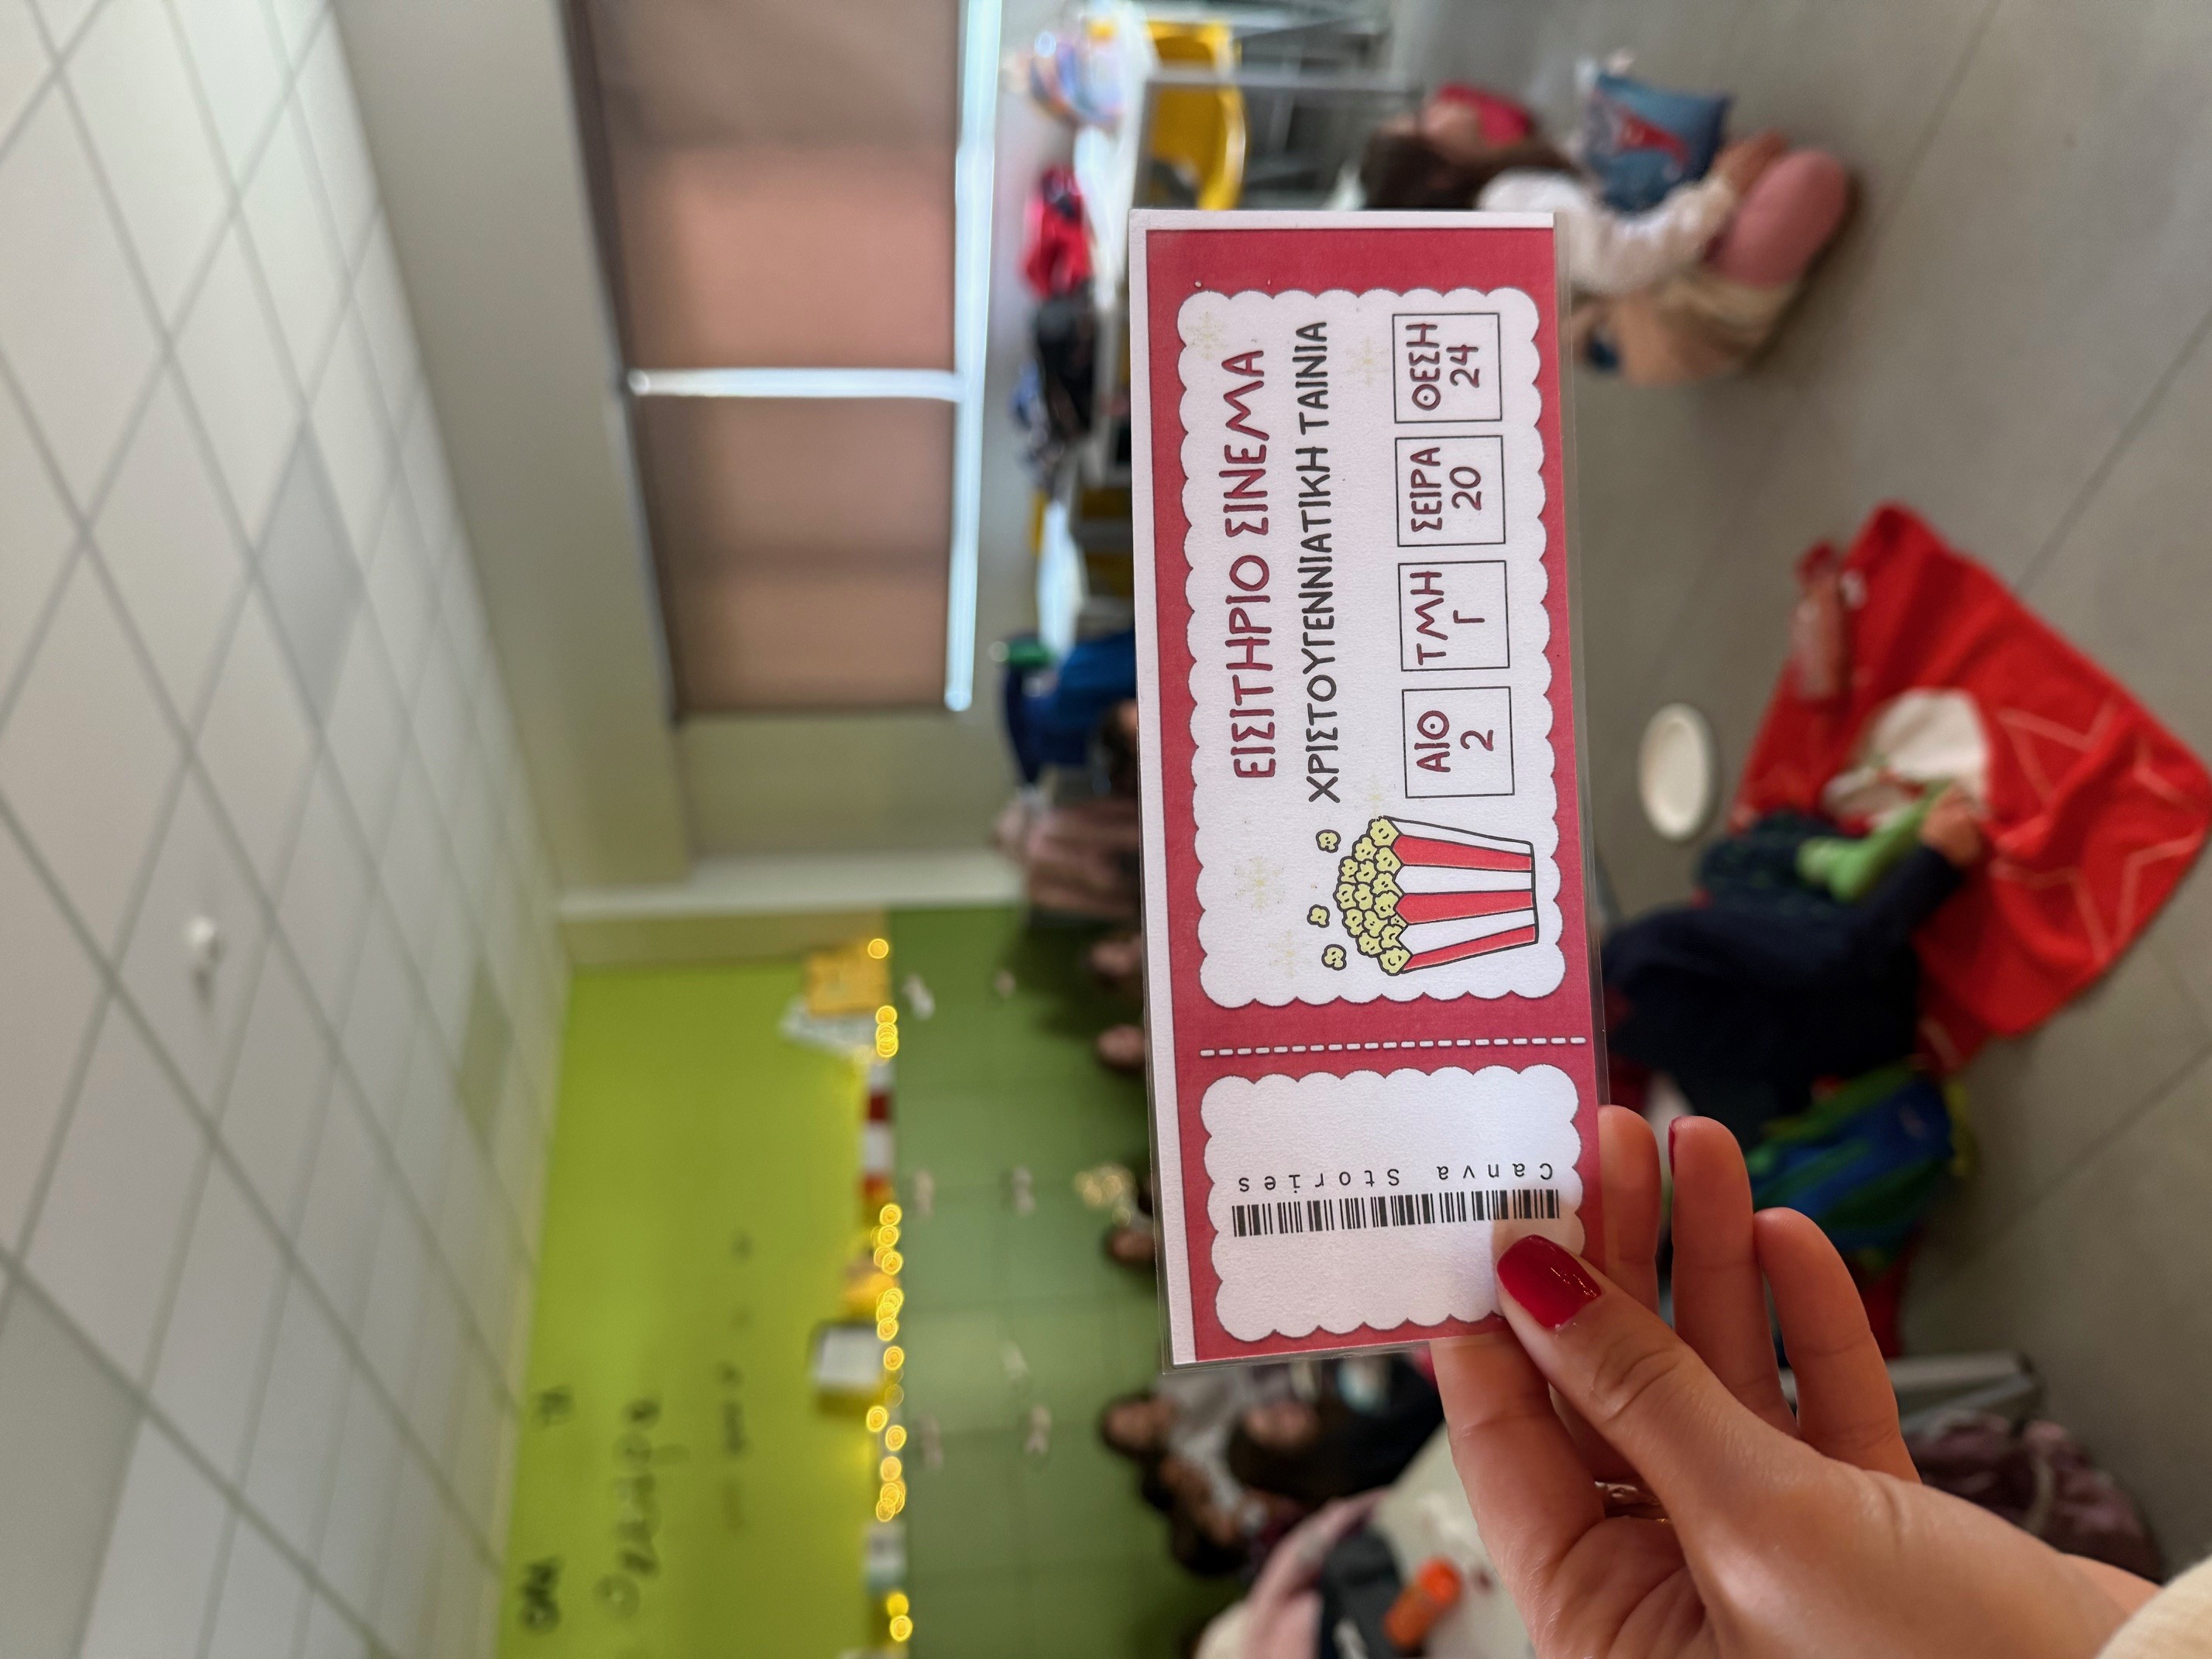 ΕΙΣΙΤΗΡΙΟ ΣΙΝΕΜΑ
ΧΡΙΣΤΟΥΓΕΝΝΙΑΤΙΚΗ ΤΑΙΝΙΑ
ΑΙΘ
2
ΤΜΗ
Γ
ΣΕΙΡΑ
20
ΘΕΣΗ
24
Canva Stories